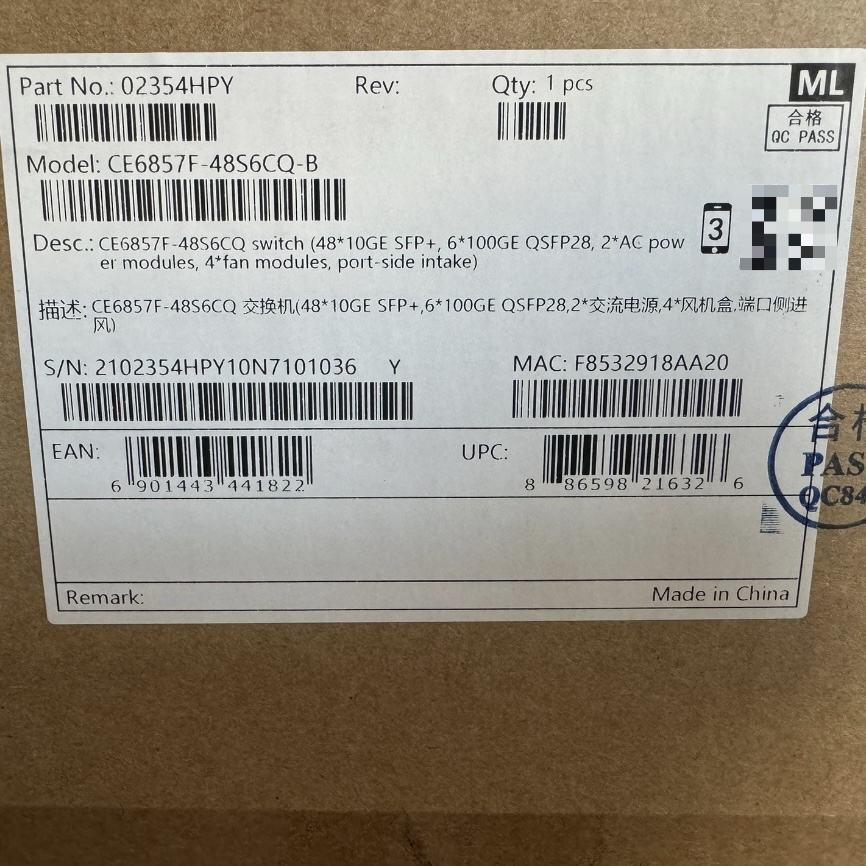 Part No.: 02354HPY Rev: Qty: 1 pcs ML
合格
QC PASS
Model: CE6857F-48S6CQ-B
Desc.: CE6857F-48S6CQ switch (48*10GE SFP+, 6*100GE QSFP28, 2*AC pow
er modules, 4*fan modules, port-side intake)
3
描述: CE6857F-48S6CQ 交换机(48*10GE SFP+,6*100GE QSFP28,2*交流电源,4*风机盒,端口侧进
风)
S/N: 2102354HPY10N7101036 Y MAC: F8532918AA20
EAN: UPC:
6 901443 441822 8 86598 21632 6
合格
PAS
QC84
Remark: Made in China